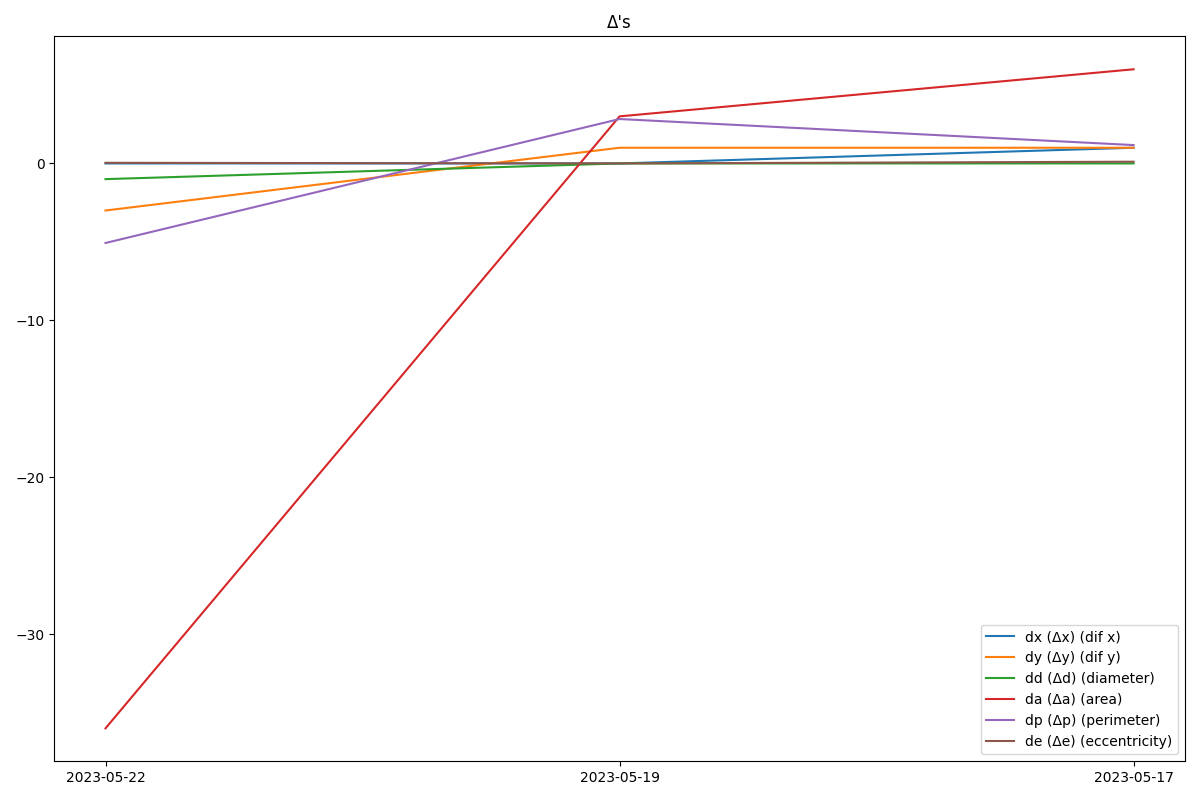 Δ's
0
−10
−20
−30
2023-05-22
2023-05-19
2023-05-17
dx (Δx) (dif x)
dy (Δy) (dif y)
dd (Δd) (diameter)
da (Δa) (area)
dp (Δp) (perimeter)
de (Δe) (eccentricity)